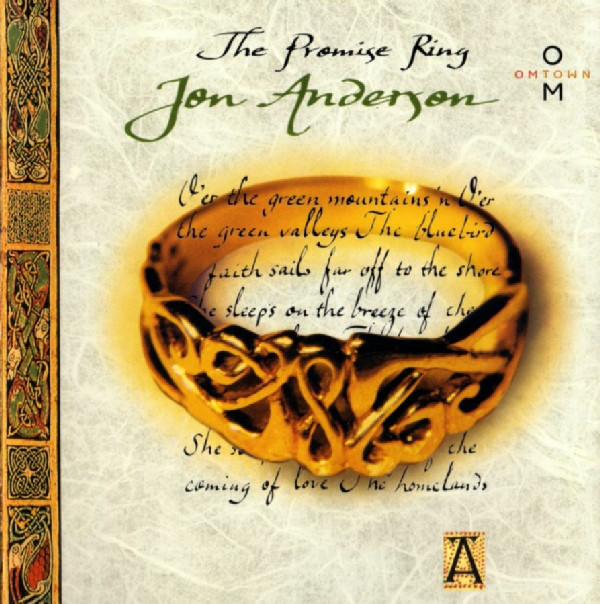 The Promise Ring
Jon Anderson
O
OMTOWN
M
O'er the green mountains'n O'er
the green valleys The bluebird
faith sails far off to the shore
She sleeps on the breeze of
She
the
coming of love The homelands
A